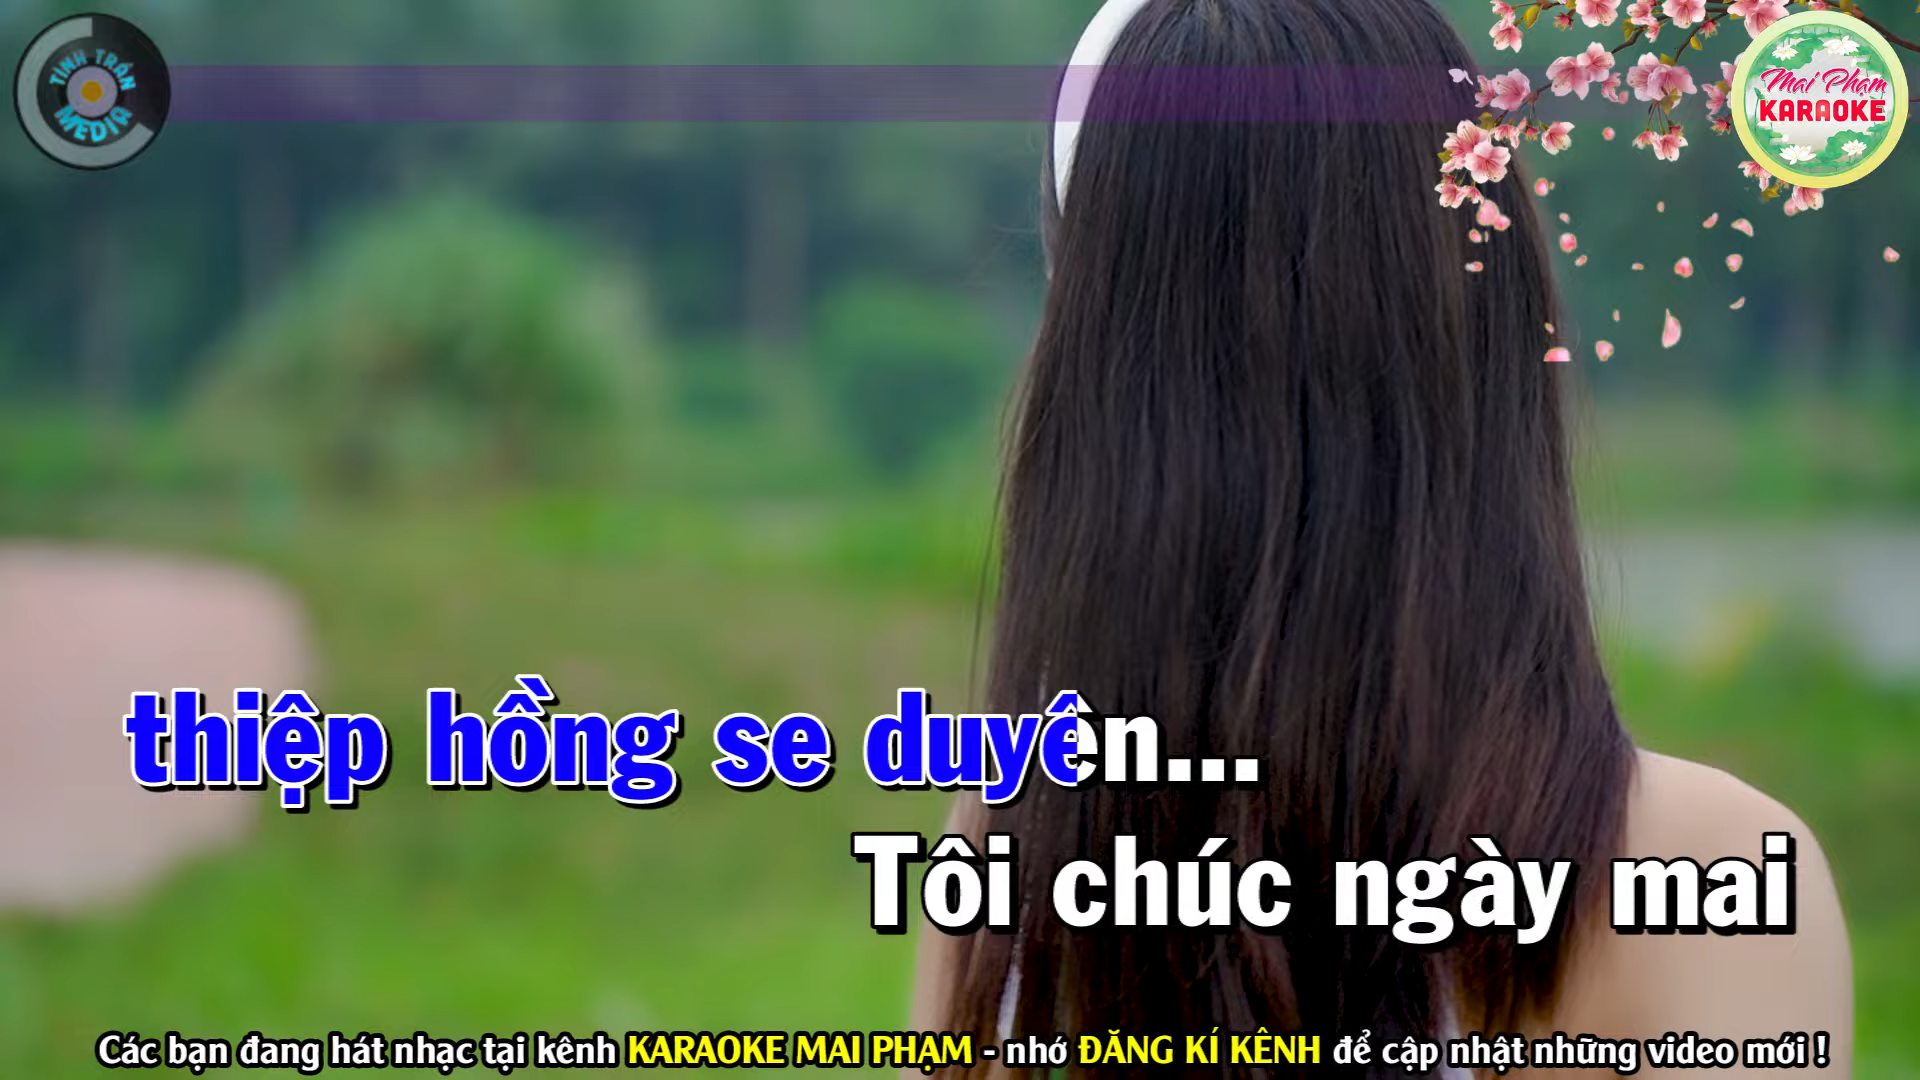 TÌNH TRẦN
MEDIA
Mai Phạm
KARAOKE
thiệp hồng se duyên...
Tôi chúc ngày mai
Các bạn đang hát nhạc tại kênh KARAOKE MAI PHẠM - nhớ ĐĂNG KÍ KÊNH để cập nhật những video mới !